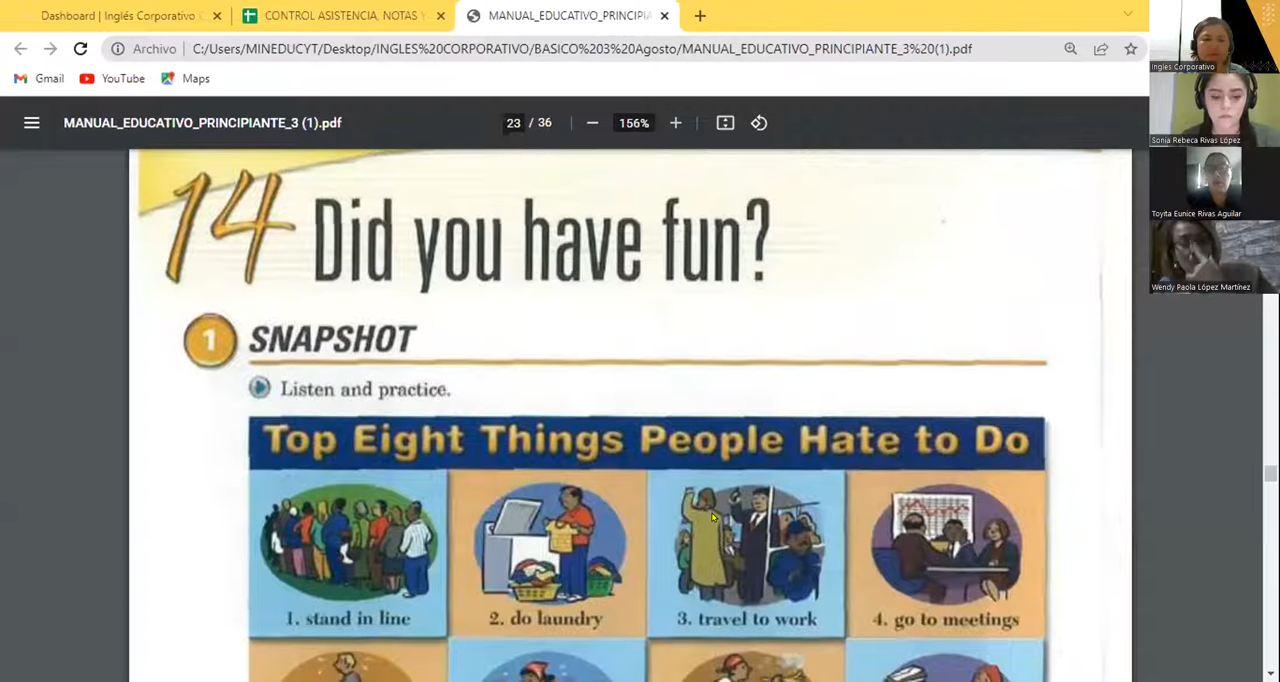 Dashboard | Inglés Corporativo
CONTROL ASISTENCIA, NOTAS Y
MANUAL_EDUCATIVO_PRINCIPIA
Archivo
C:/Users/MINEDUCYT/Desktop/INGLES%20CORPORATIVO/BASICO%203%20Agosto/MANUAL_EDUCATIVO_PRINCIPIANTE_3%20(1).pdf
Gmail
YouTube
Maps
MANUAL_EDUCATIVO_PRINCIPIANTE_3 (1).pdf
23 / 36
156%
Ingles Corporativo
Sonia Rebeca Rivas López
Toyita Eunice Rivas Aguilar
Wendy Paola López Martínez
14 Did you have fun?
1 SNAPSHOT
Listen and practice.
Top Eight Things People Hate to Do
1. stand in line
2. do laundry
3. travel to work
4. go to meetings